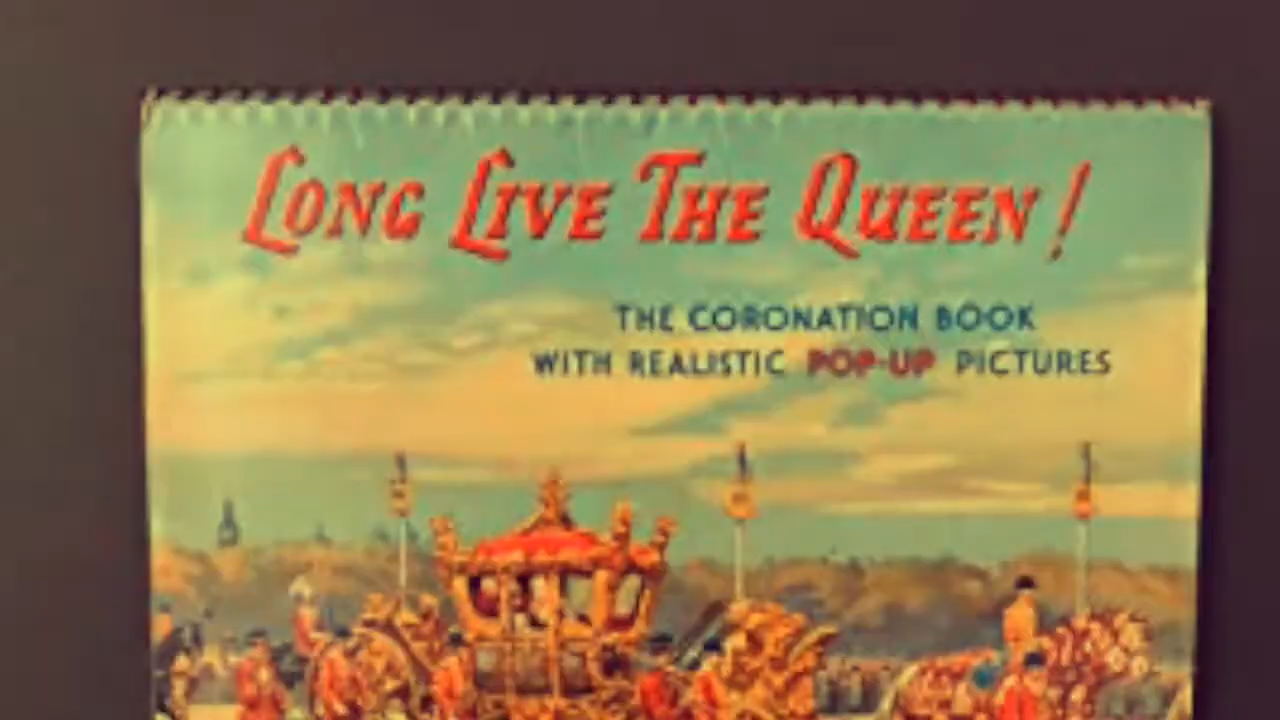 LONG LIVE THE QUEEN!
THE CORONATION BOOK
WITH REALISTIC POP-UP PICTURES